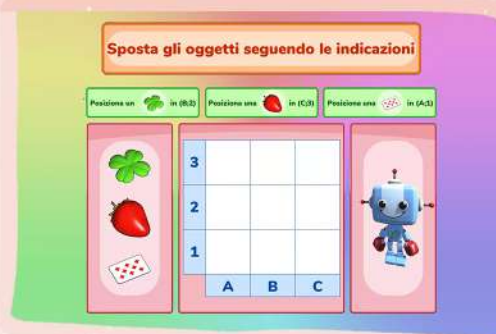 Sposta gli oggetti seguendo le indicazioni
Posiziona un in (B;2)
Posiziona una in (C;3)
Posiziona una in (A;1)
3
2
1
A B C